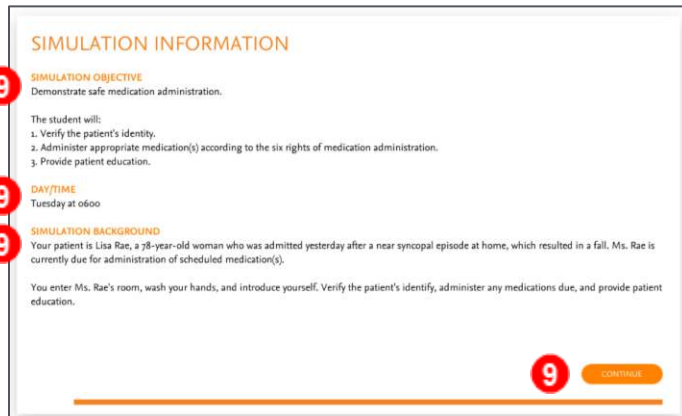 SIMULATION INFORMATION
9
SIMULATION OBJECTIVE
Demonstrate safe medication administration.
The student will:
1. Verify the patient's identity.
2. Administer appropriate medication(s) according to the six rights of medication administration.
3. Provide patient education.
9
DAY/TIME
Tuesday at 0600
9
SIMULATION BACKGROUND
Your patient is Lisa Rae, a 78-year-old woman who was admitted yesterday after a near syncopal episode at home, which resulted in a fall. Ms. Rae is
currently due for administration of scheduled medication(s).
You enter Ms. Rae's room, wash your hands, and introduce yourself. Verify the patient's identify, administer any medications due, and provide patient
education.
9
CONTINUE